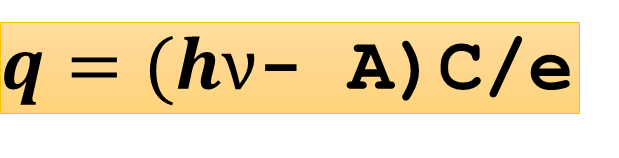 q = (hν- A)C/e